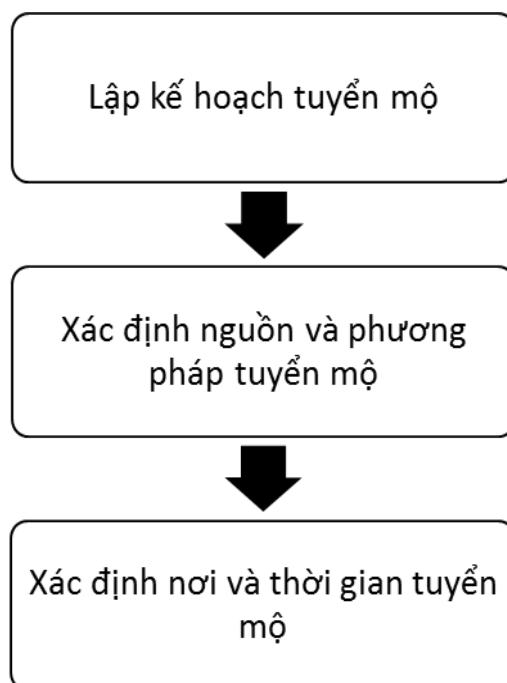 Lập kế hoạch tuyển mộ
Xác định nguồn và phương
pháp tuyển mộ
Xác định nơi và thời gian tuyển
mộ